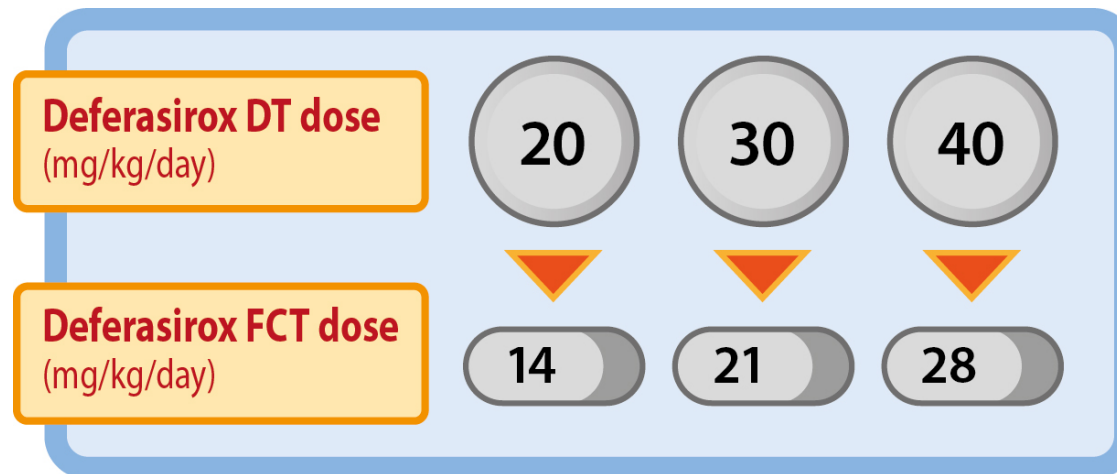 Deferasirox DT dose
(mg/kg/day)
20 30 40
Deferasirox FCT dose
(mg/kg/day)
14 21 28